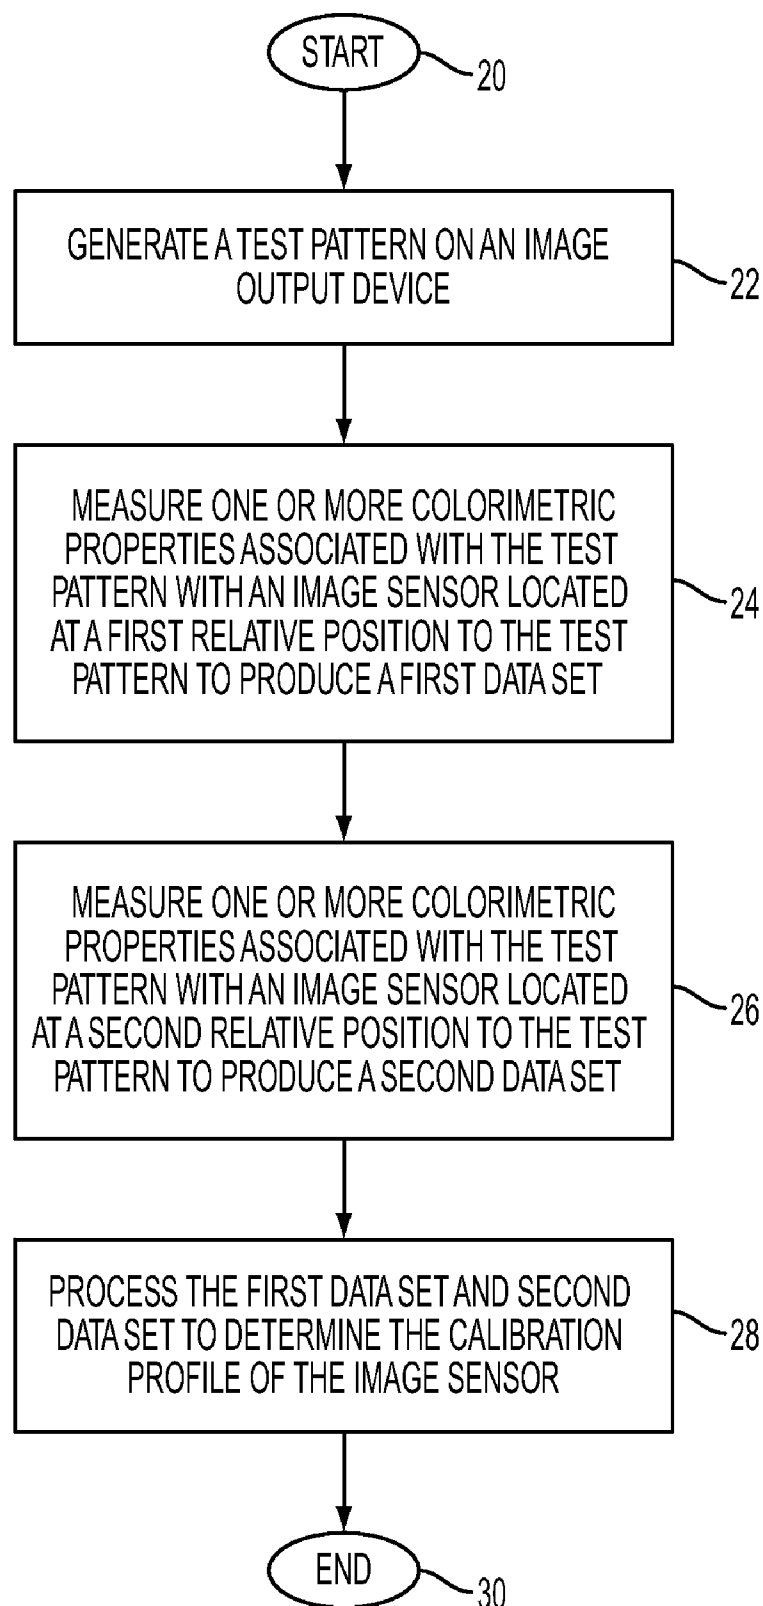 START
20
GENERATE A TEST PATTERN ON AN IMAGE
OUTPUT DEVICE
22
MEASURE ONE OR MORE COLORIMETRIC
PROPERTIES ASSOCIATED WITH THE TEST
PATTERN WITH AN IMAGE SENSOR LOCATED
AT A FIRST RELATIVE POSITION TO THE TEST
PATTERN TO PRODUCE A FIRST DATA SET
24
MEASURE ONE OR MORE COLORIMETRIC
PROPERTIES ASSOCIATED WITH THE TEST
PATTERN WITH AN IMAGE SENSOR LOCATED
AT A SECOND RELATIVE POSITION TO THE TEST
PATTERN TO PRODUCE A SECOND DATA SET
26
PROCESS THE FIRST DATA SET AND SECOND
DATA SET TO DETERMINE THE CALIBRATION
PROFILE OF THE IMAGE SENSOR
28
END
30